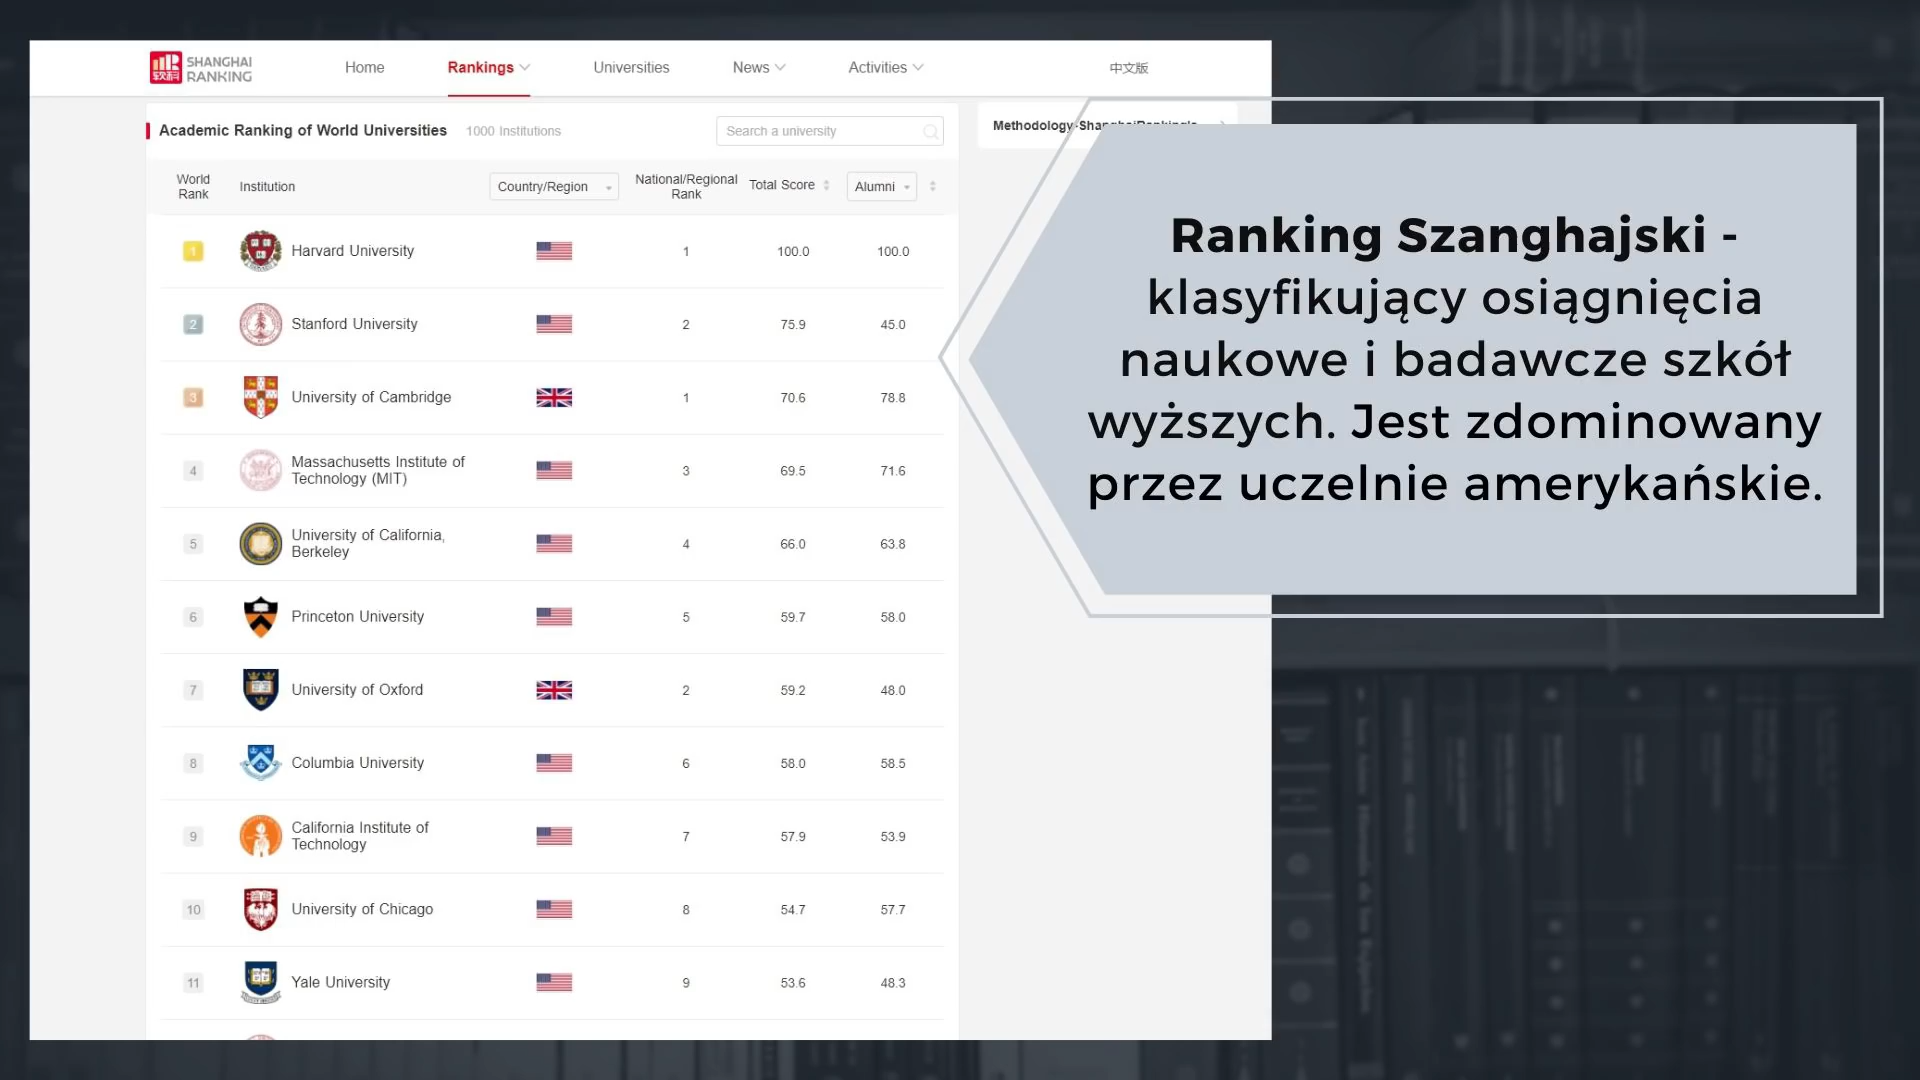 SHANGHAI
RANKING
Home
Rankings
Universities
News
Activities
中文版
Academic Ranking of World Universities
1000 Institutions
Search a university
World
Rank
Institution
Country/Region
National/Regional
Rank
Total Score
Alumni
1 Harvard University 1 100.0 100.0
2 Stanford University 2 75.9 45.0
3 University of Cambridge 1 70.6 78.8
4 Massachusetts Institute of
Technology (MIT) 3 69.5 71.6
5 University of California,
Berkeley 4 66.0 63.8
6 Princeton University 5 59.7 58.0
7 University of Oxford 2 59.2 48.0
8 Columbia University 6 58.0 58.5
9 California Institute of
Technology 7 57.9 53.9
10 University of Chicago 8 54.7 57.7
11 Yale University 9 53.6 48.3
Methodology-ShanghaiRanking's
Ranking Szanghajski -
klasyfikujący osiągnięcia
naukowe i badawcze szkół
wyższych. Jest zdominowany
przez uczelnie amerykańskie.